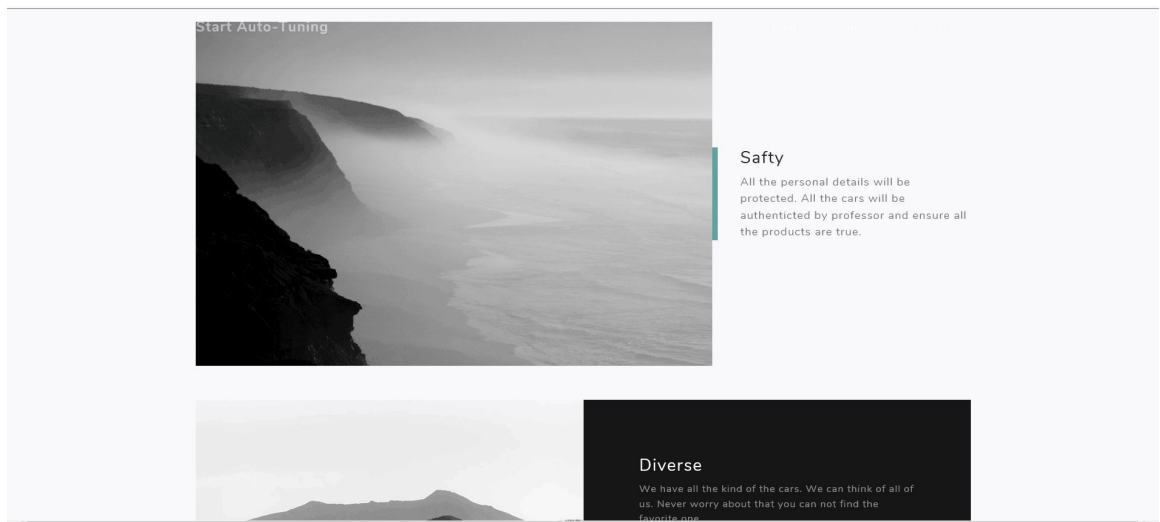 Start Auto-Tuning
Safty
All the personal details will be
protected. All the cars will be
authenticted by professor and ensure all
the products are true.
Diverse
We have all the kind of the cars. We can think of all of
us. Never worry about that you can not find the
favorite one